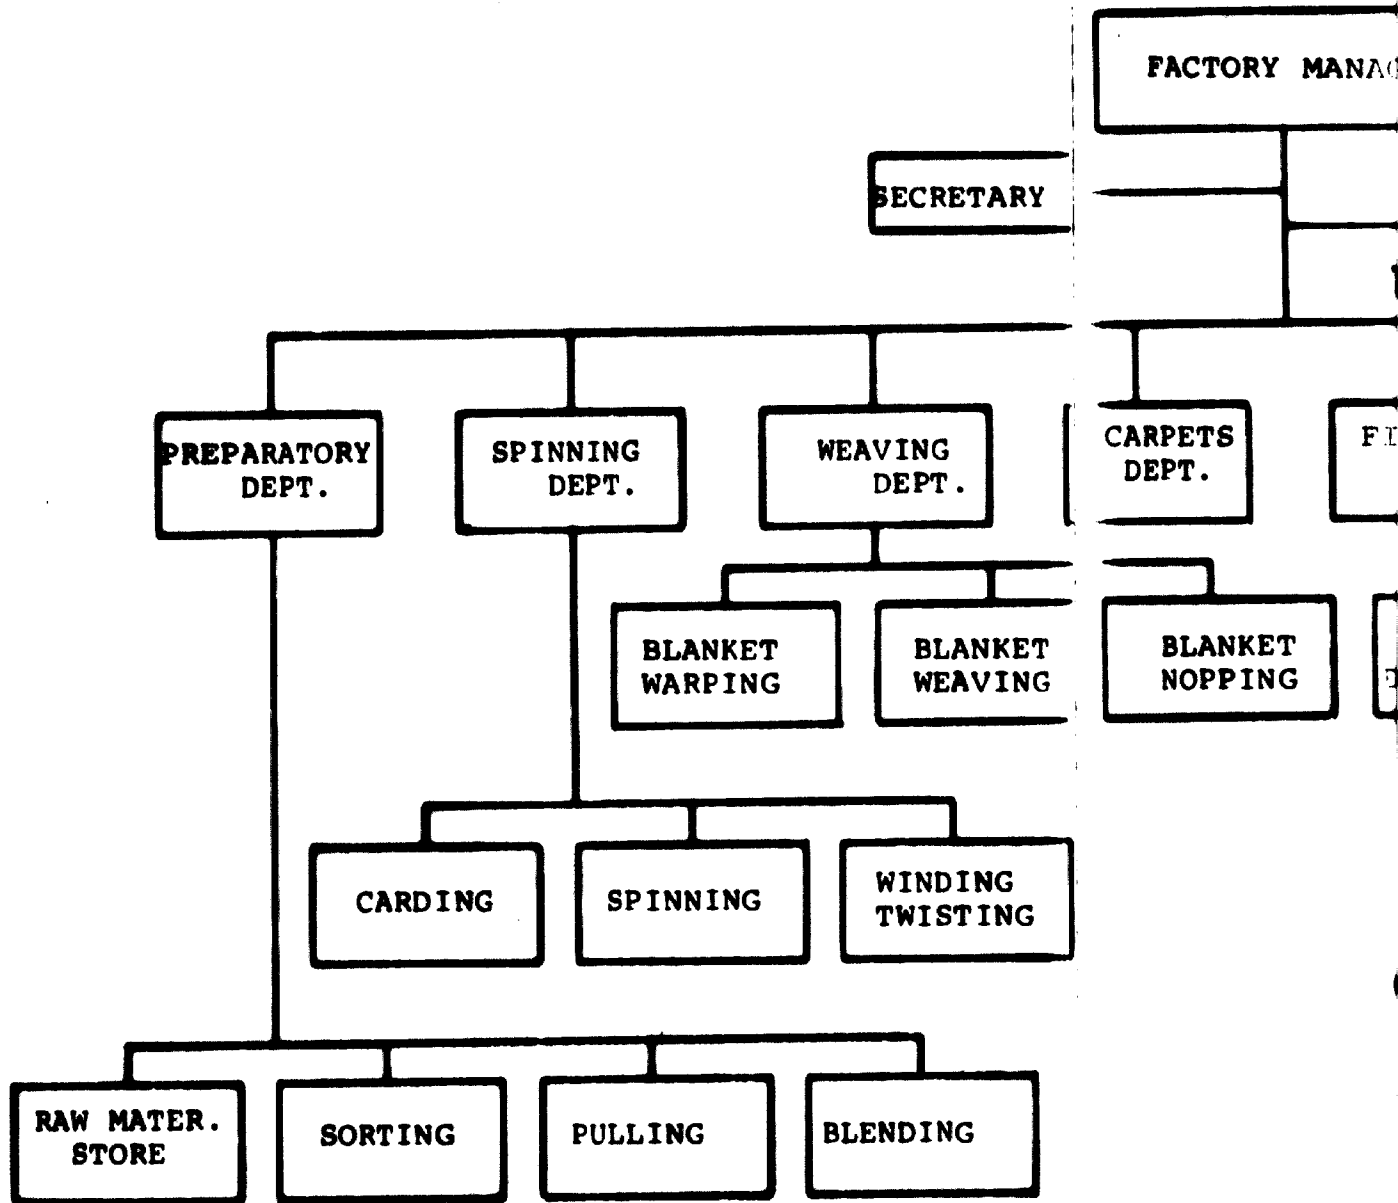 FACTORY
SECRETARY
PREPARATORY
DEPT.
SPINNING
DEPT.
WEAVING
DEPT.
CARPETS
DEPT.
BLANKET
WARPING
BLANKET
WEAVING
BLANKET
NOPPING
CARDING
SPINNING
WINDING
TWISTING
RAW MATER.
STORE
SORTING
PULLING
BLENDING